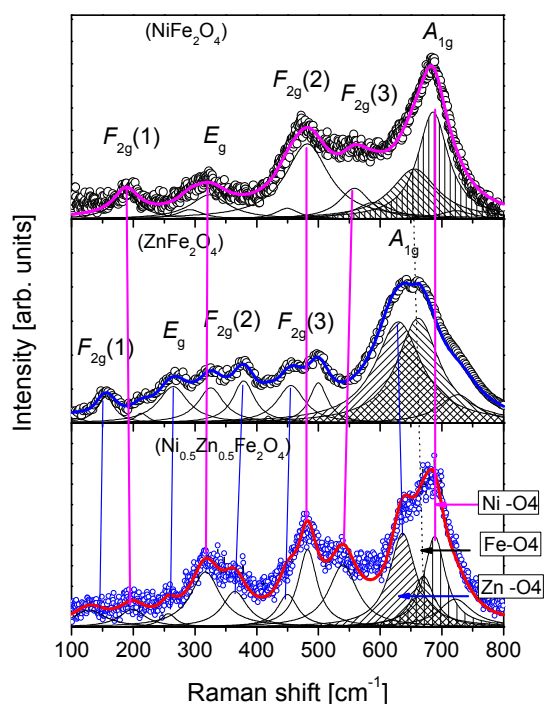 (NiFe₂O₄)
A₁g
F₂g(2)
F₂g(3)
F₂g(1)
Eg
(ZnFe₂O₄)
A₁g
F₂g(1)
Eg
F₂g(2)
F₂g(3)
(Ni₀.₅Zn₀.₅Fe₂O₄)
Ni -O4
Fe-O4
Zn -O4
Intensity [arb. units]
100 200 300 400 500 600 700 800
Raman shift [cm⁻¹]